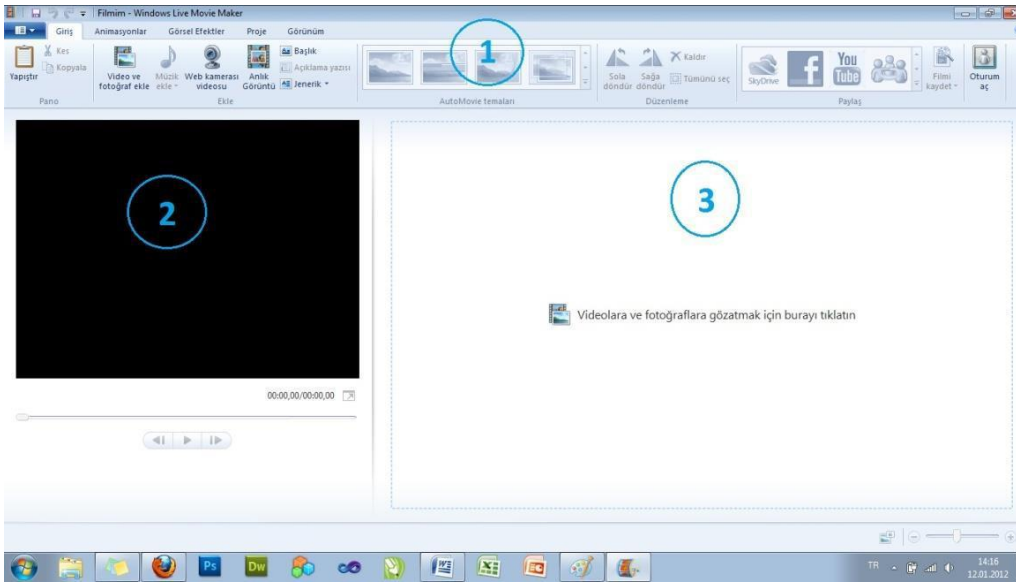 Filmim - Windows Live Movie Maker
Giriş Animasyonlar Görsel Efektler Proje Görünüm
Yapıştır
Kes
Kopyala
Pano
Video ve fotoğraf ekle
Müzik ekle
Web kamerası videosu
Anlık Görüntü
Başlık
Açıklama yazısı
Jenerik
Ekle
1
AutoMovie temaları
Sola döndür
Sağa döndür
Kaldır
Tümünü seç
Düzenleme
SkyDrive
f
You Tube
Paylaş
Filmi kaydet
Oturum aç
2
3
Videolara ve fotoğraflara gözatmak için burayı tıklatın
00:00,00/00:00,00
Ps Dw
TR
14:16
12.01.2012